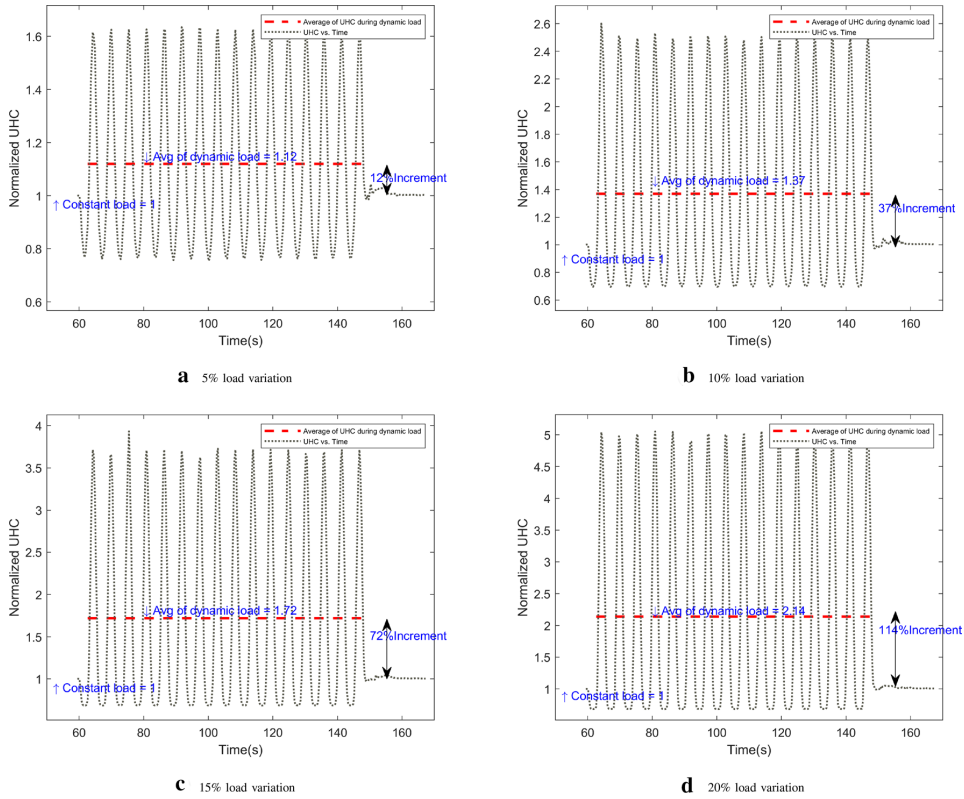 Average of UHC during dynamic load
UHC vs. Time
1.6
1.4
1.2
1
0.8
0.6
Normalized UHC
↓ Avg of dynamic load = 1.12
12%Increment
↑ Constant load = 1
60 80 100 120 140 160
Time(s)
a 5% load variation
Average of UHC during dynamic load
UHC vs. Time
2.6
2.4
2.2
2
1.8
1.6
1.4
1.2
1
0.8
0.6
Normalized UHC
↓ Avg of dynamic load = 1.37
37%Increment
↑ Constant load = 1
60 80 100 120 140 160
Time(s)
b 10% load variation
Average of UHC during dynamic load
UHC vs. Time
4
3.5
3
2.5
2
1.5
1
Normalized UHC
↓ Avg of dynamic load = 1.72
72%Increment
↑ Constant load = 1
60 80 100 120 140 160
Time(s)
c 15% load variation
Average of UHC during dynamic load
UHC vs. Time
5
4.5
4
3.5
3
2.5
2
1.5
1
Normalized UHC
↓ Avg of dynamic load = 2.14
114%Increment
↑ Constant load = 1
60 80 100 120 140 160
Time(s)
d 20% load variation